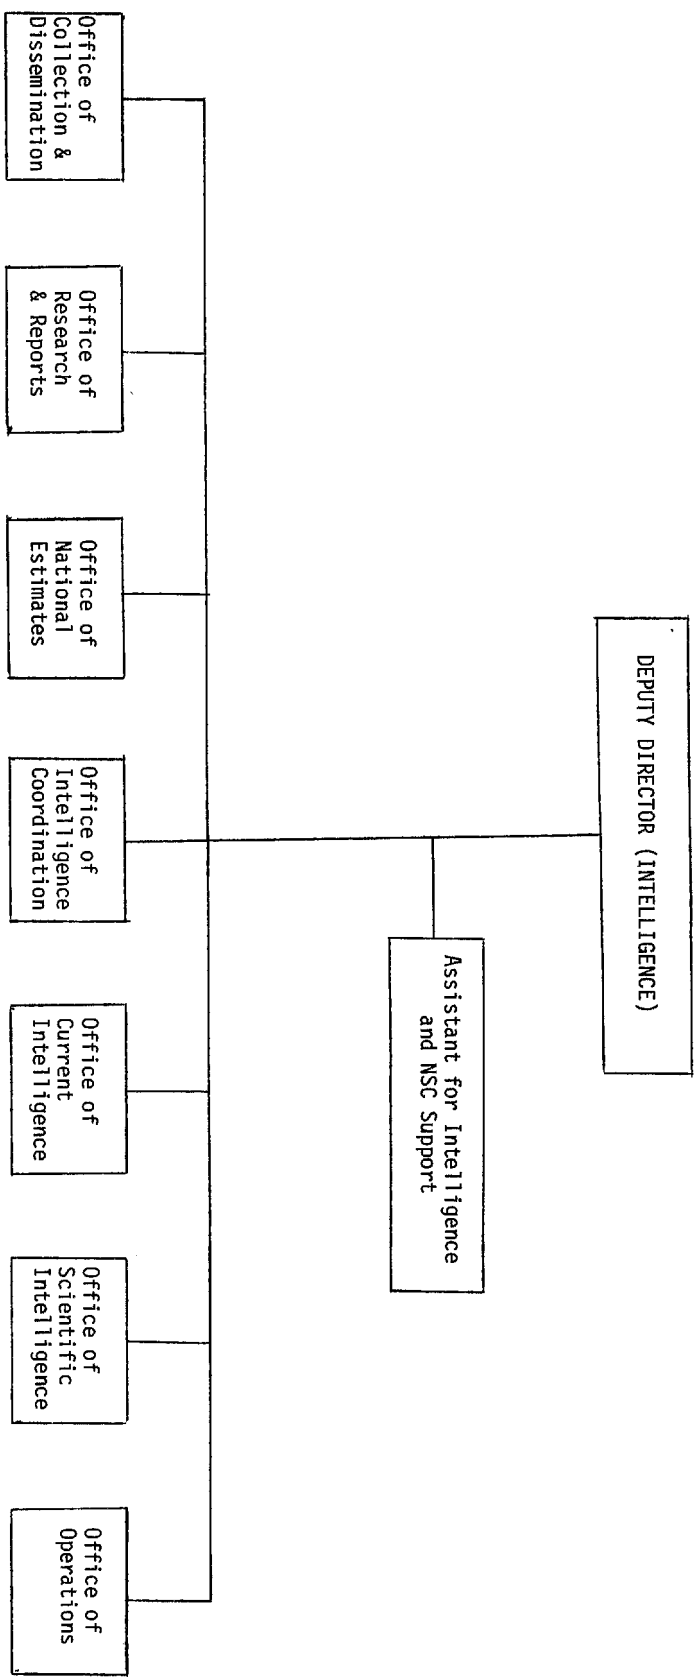 DEPUTY DIRECTOR (INTELLIGENCE)
Assistant for Intelligence
and NSC Support
Office of
Collection &
Dissemination
Office of
Research
& Reports
Office of
National
Estimates
Office of
Intelligence
Coordination
Office of
Current
Intelligence
Office of
Scientific
Intelligence
Office of
Operations